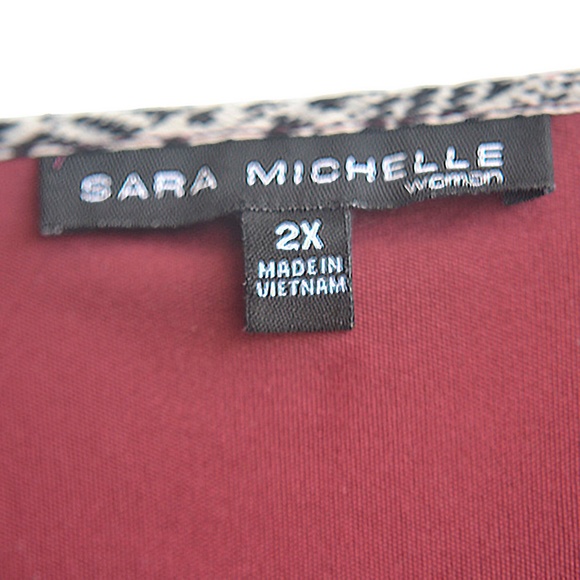 SARA MICHELLE
woman
2X
MADE IN
VIETNAM